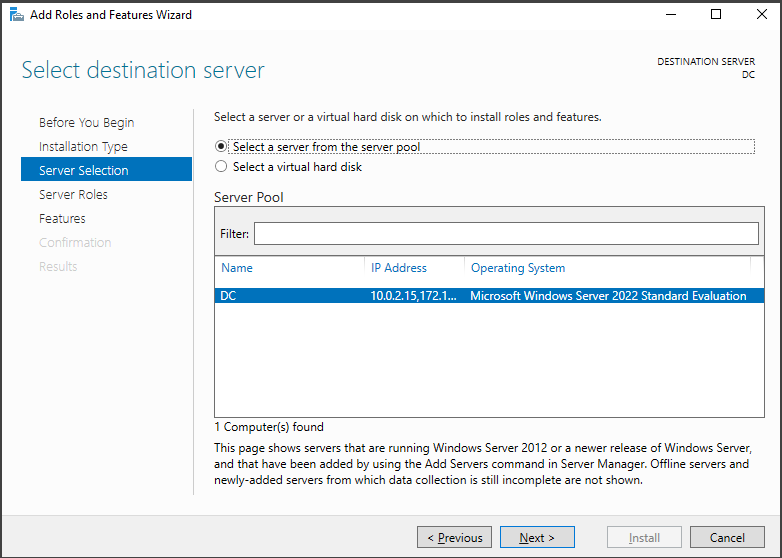 Add Roles and Features Wizard
Select destination server
DESTINATION SERVER
DC
Before You Begin
Installation Type
Server Selection
Server Roles
Features
Confirmation
Results
Select a server or a virtual hard disk on which to install roles and features.
Select a server from the server pool
Select a virtual hard disk
Server Pool
Filter:
Name IP Address Operating System
DC 10.0.2.15,172.1... Microsoft Windows Server 2022 Standard Evaluation
1 Computer(s) found
This page shows servers that are running Windows Server 2012 or a newer release of Windows Server,
and that have been added by using the Add Servers command in Server Manager. Offline servers and
newly-added servers from which data collection is still incomplete are not shown.
< Previous Next > Install Cancel